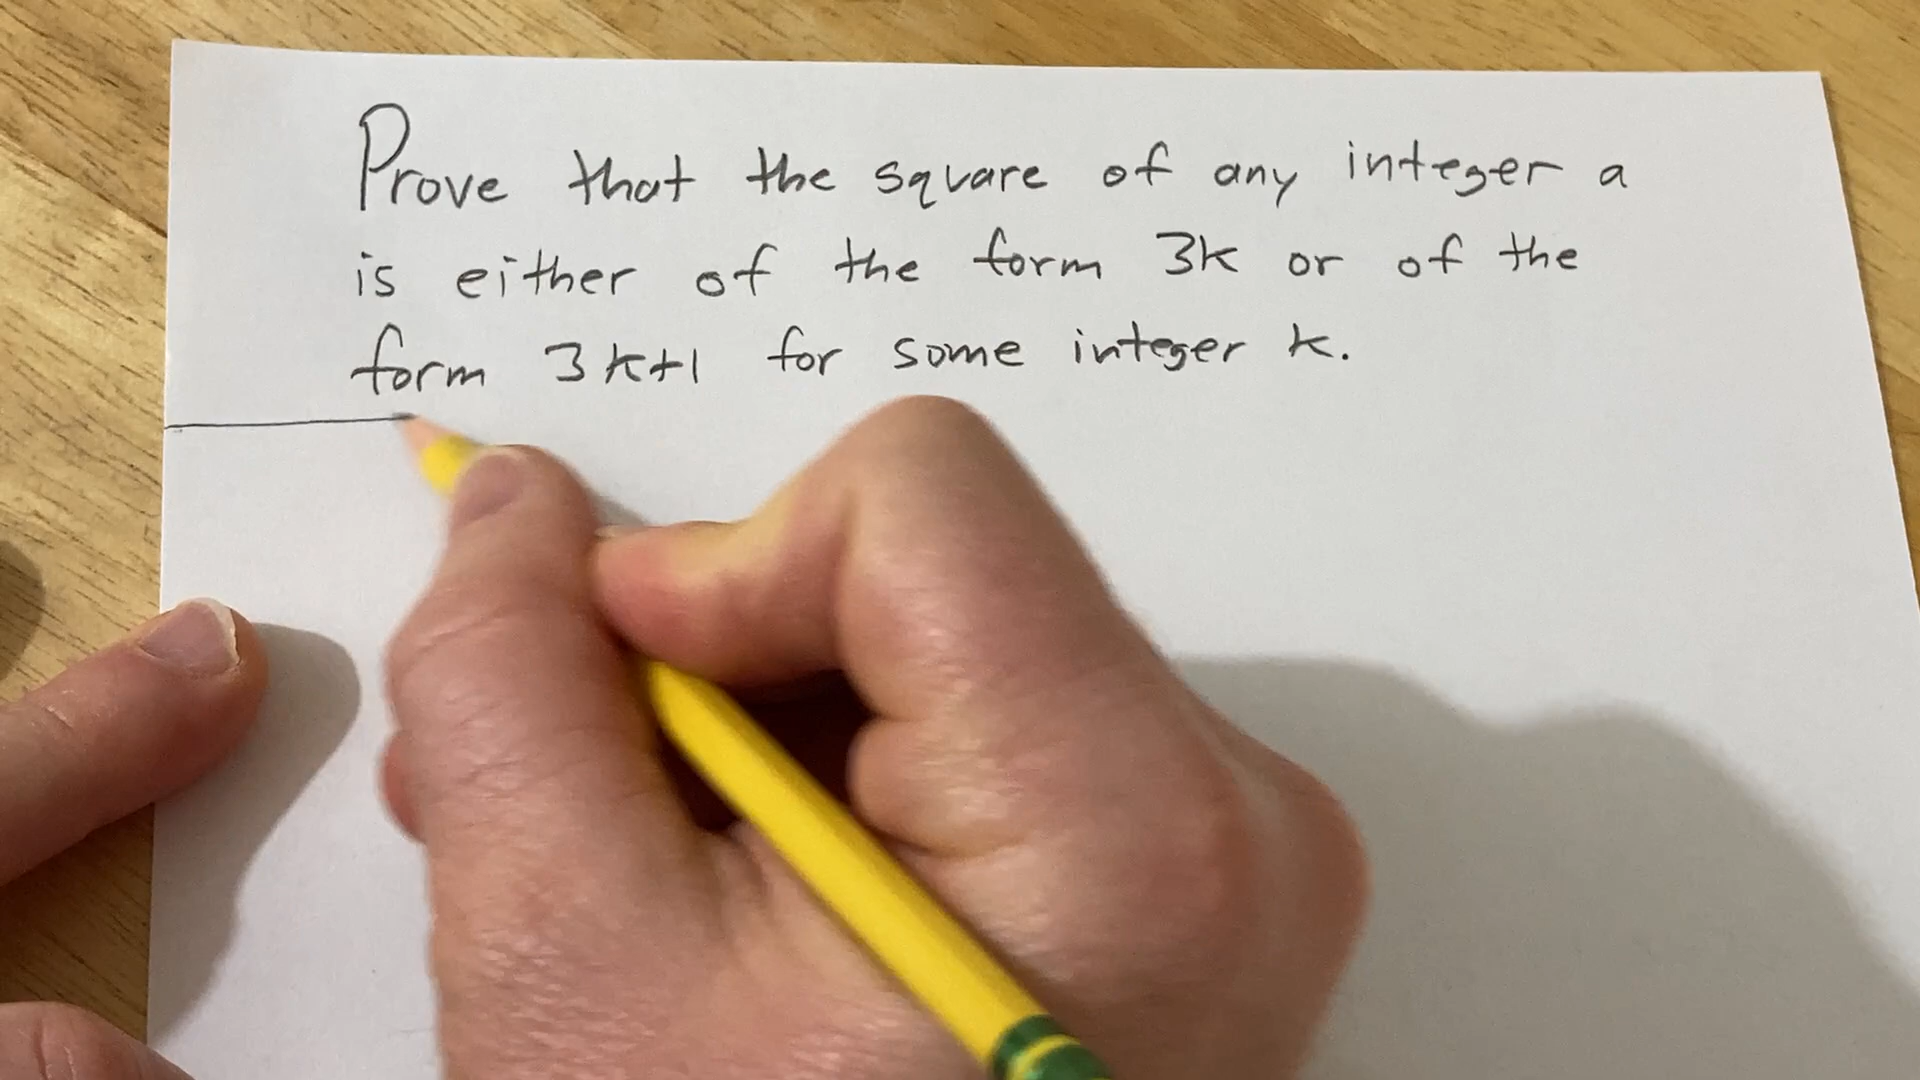 Prove that the square of any integer a
is either of the form 3k or of the
form 3k+1 for some integer k.